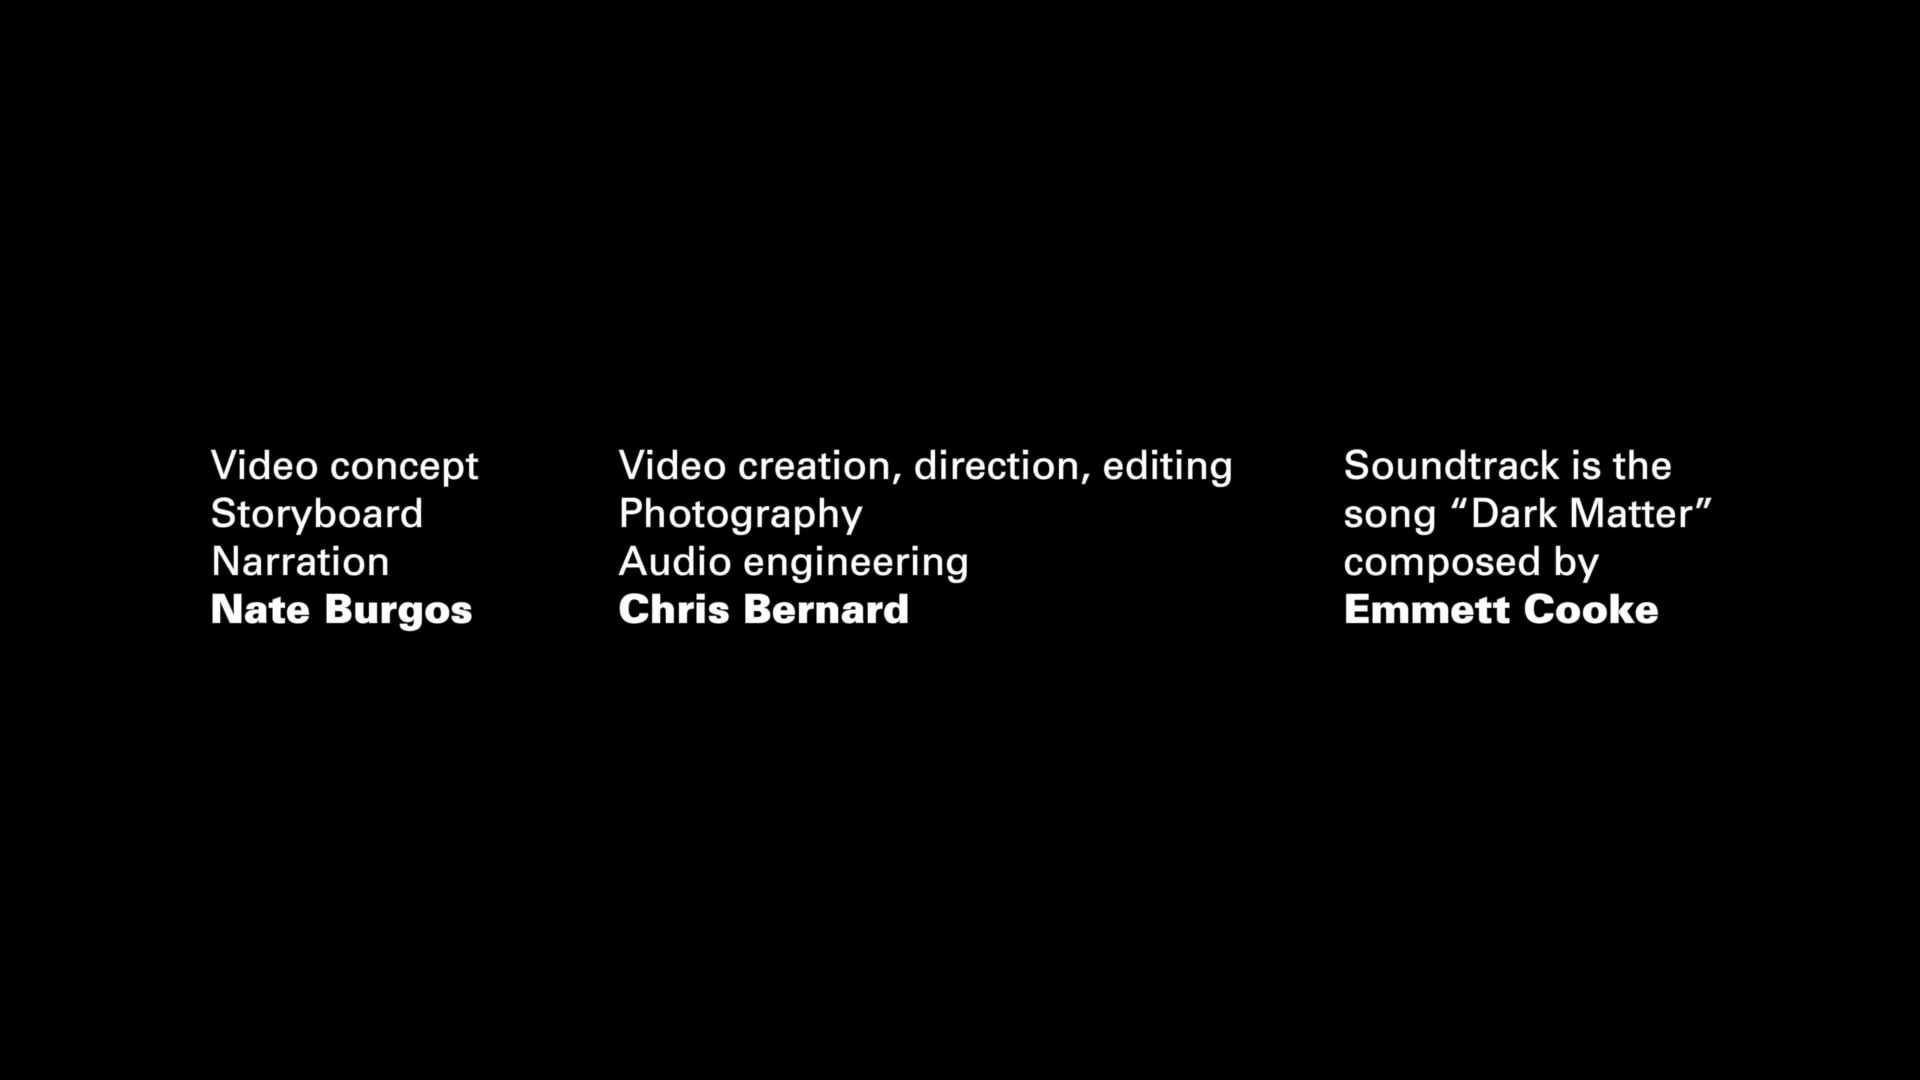 Video concept
Storyboard
Narration
Nate Burgos
Video creation, direction, editing
Photography
Audio engineering
Chris Bernard
Soundtrack is the
song “Dark Matter”
composed by
Emmett Cooke